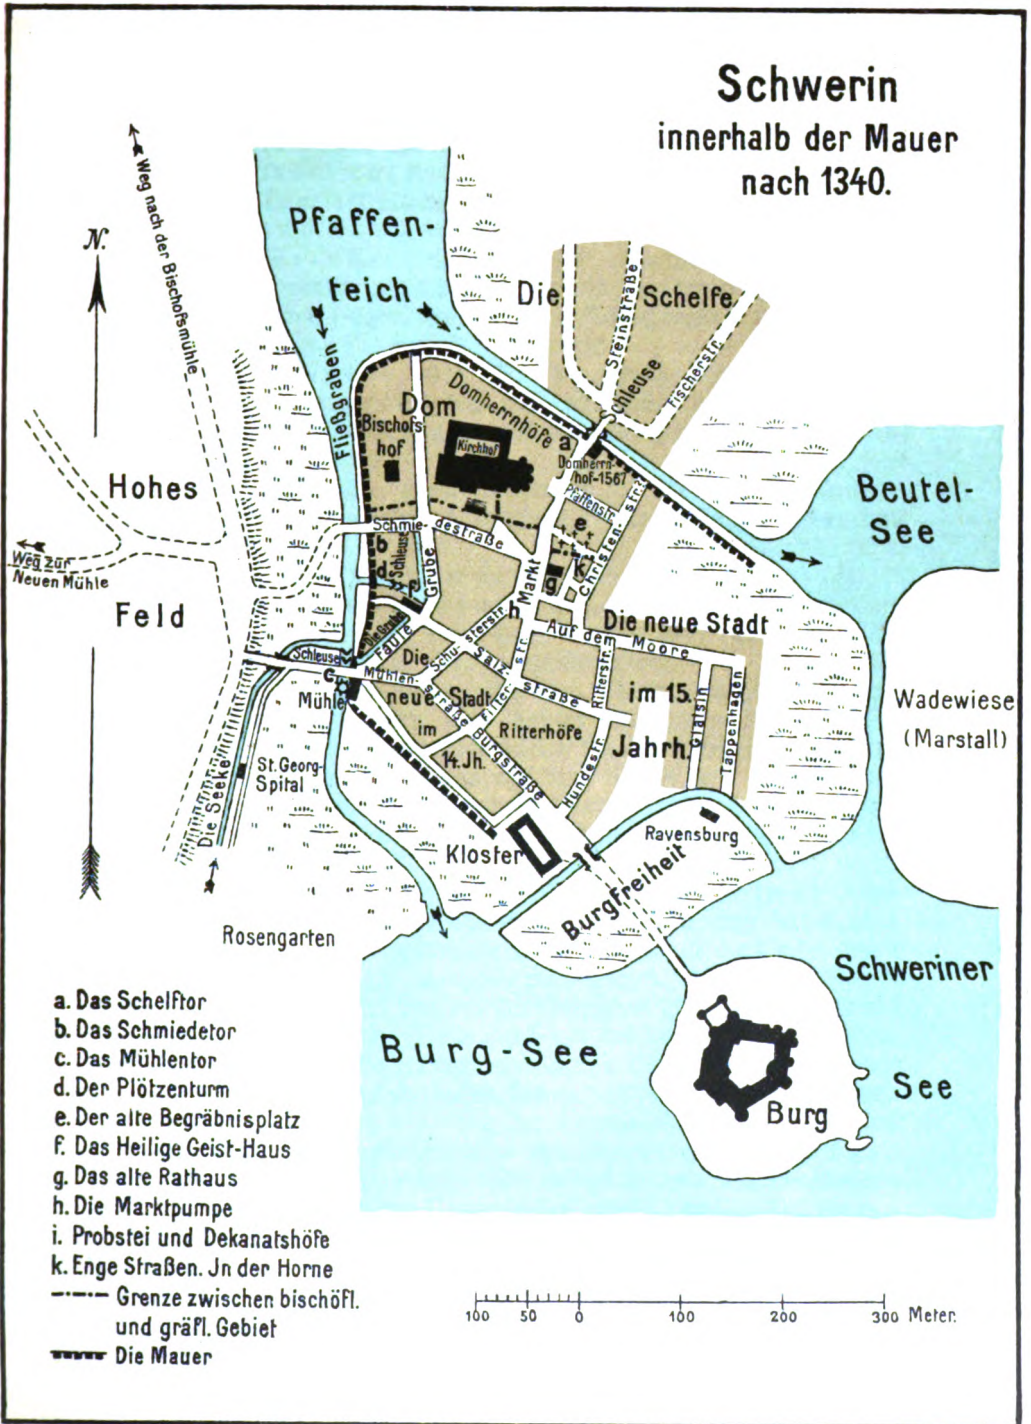 Schwerin
innerhalb der Mauer
nach 1340.
Weg nach der Bischofsmühle
N.
Pfaffen-
teich
Die
Schelfe
Steinstraße
Fischerstr.
Schleuse
Fließgraben
Dom
Domherrnhöfe
Bischofs
hof
Kirchhof
a
Domherrn-
hof-1567
Pfaffenstr.
Christen-str.
i
e
Hohes
Feld
Weg zur
Neuen Mühle
Beutel-
See
Schmie-
destraße
b
d
Schleuse
f
Grube
Markt
g
k
h
Die neue Stadt
Auf dem
Moore
Die Grube
Faule
Schleuse
c
Mühle
Mühlen-
straße
Die
neue Stadt
im
14. Jh.
Schu-
sterstr.
Salz-
straße
Filter
str.
Ritterstr.
Ritterhöfe
Burgstraße
Hundestr.
im 15.
Jahrh.
Glaisin
Tappenhagen
Wadewiese
(Marstall)
St. Georg-
Spital
Die Seeke
Kloster
Ravensburg
Burgfreiheit
Rosengarten
Schweriner
See
Burg-See
Burg
a. Das Schelftor
b. Das Schmiedetor
c. Das Mühlentor
d. Der Plötzenturm
e. Der alte Begräbnisplatz
f. Das Heilige Geist-Haus
g. Das alte Rathaus
h. Die Marktpumpe
i. Probstei und Dekanatshöfe
k. Enge Straßen. Jn der Horne
Grenze zwischen bischöfl.
und gräfl. Gebiet
Die Mauer
100 50 0 100 200 300 Meter.